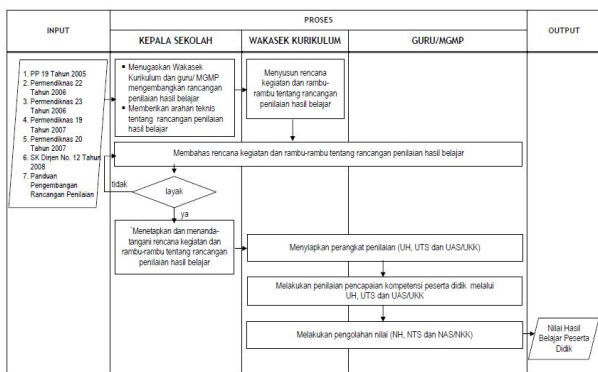 INPUT
PROSES
OUTPUT
KEPALA SEKOLAH
WAKASEK KURIKULUM
GURU/MGMP
1. PP 19 Tahun 2005
2. Permendiknas 22
Tahun 2006
3. Permendiknas 23
Tahun 2006
4. Permendiknas 19
Tahun 2007
5. Permendiknas 20
Tahun 2007
6. SK Dirjen No. 12 Tahun
2008
7. Panduan
Pengembangan
Rancangan Penilaian
▪ Menugaskan Wakasek
Kurikulum dan guru/ MGMP
mengembangkan rancangan
penilaian hasil belajar
▪ Memberikan arahan teknis
tentang rancangan penilaian
hasil belajar
Menyusun rencana
kegiatan dan rambu-
rambu tentang rancangan
penilaian hasil belajar
Membahas rencana kegiatan dan rambu-rambu tentang rancangan penilaian hasil belajar
tidak
layak
ya
`Menetapkan dan menanda-
tangani rencana kegiatan dan
rambu-rambu tentang rancangan
penilaian hasil belajar
Menyiapkan perangkat penilaian (UH, UTS dan UAS/UKK)
Melakukan penilaian pencapaian kompetensi peserta didik melalui
UH, UTS dan UAS/UKK
Melakukan pengolahan nilai (NH, NTS dan NAS/NKK)
Nilai Hasil
Belajar Peserta
Didik